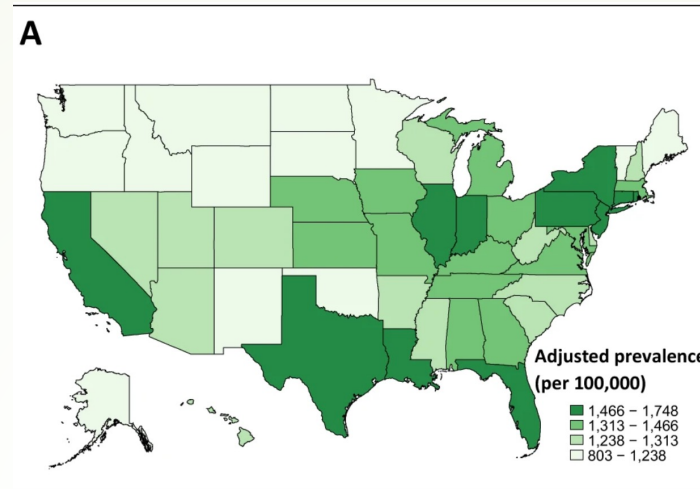 A
Adjusted prevalence
(per 100,000)
1,466 – 1,748
1,313 – 1,466
1,238 – 1,313
803 – 1,238